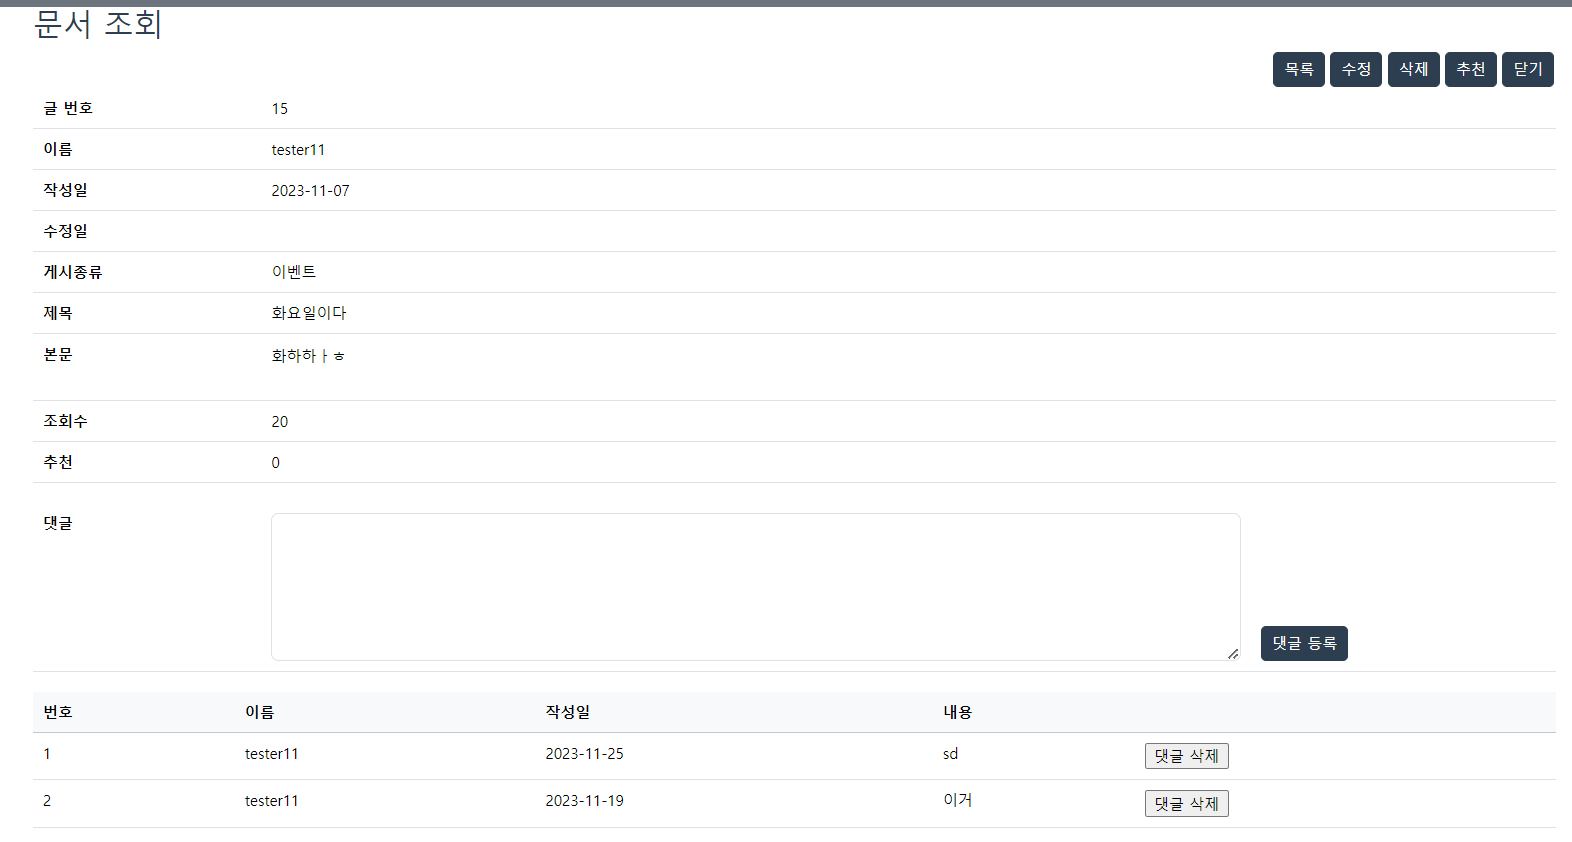 문서 조회
목록 수정 삭제 추천 닫기
글 번호 15
이름 tester11
작성일 2023-11-07
수정일
게시종류 이벤트
제목 화요일이다
본문 화하하ㅏㅎ
조회수 20
추천 0
댓글
댓글 등록
번호 이름 작성일 내용
1 tester11 2023-11-25 sd 댓글 삭제
2 tester11 2023-11-19 이거 댓글 삭제